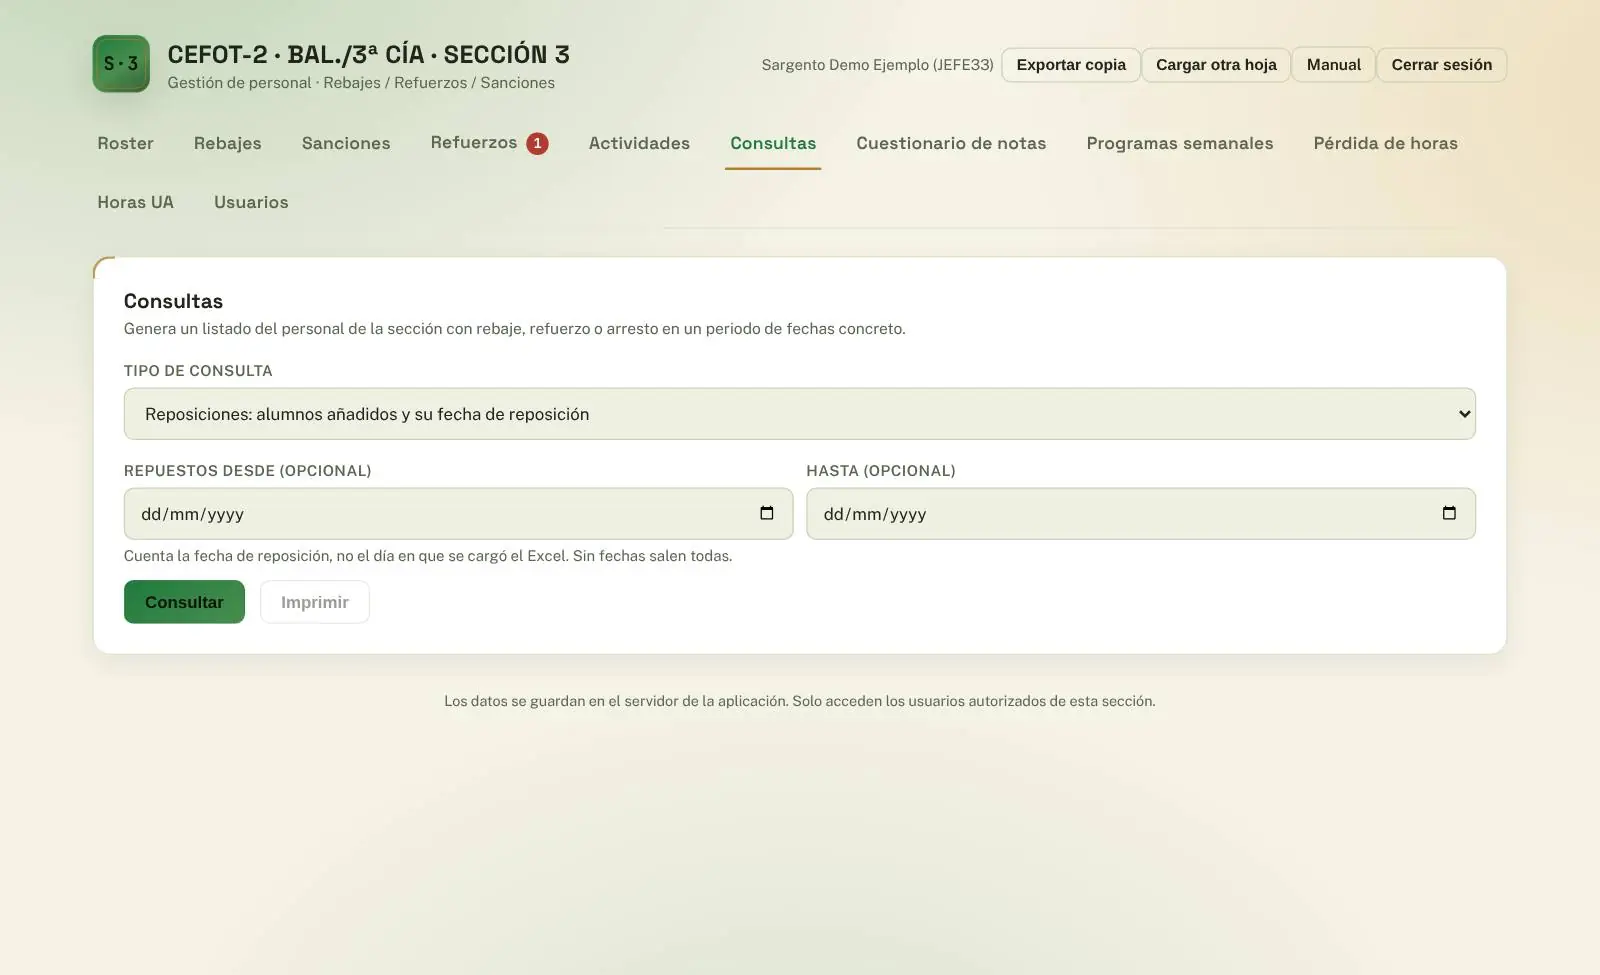 S·3
CEFOT-2 · BAL./3ª CÍA · SECCIÓN 3
Gestión de personal · Rebajes / Refuerzos / Sanciones
Sargento Demo Ejemplo (JEFE33)
Exportar copia
Cargar otra hoja
Manual
Cerrar sesión
Roster
Rebajes
Sanciones
Refuerzos 1
Actividades
Consultas
Cuestionario de notas
Programas semanales
Pérdida de horas
Horas UA
Usuarios
Consultas
Genera un listado del personal de la sección con rebaje, refuerzo o arresto en un periodo de fechas concreto.
TIPO DE CONSULTA
Reposiciones: alumnos añadidos y su fecha de reposición
REPUESTOS DESDE (OPCIONAL)
HASTA (OPCIONAL)
dd/mm/yyyy
dd/mm/yyyy
Cuenta la fecha de reposición, no el día en que se cargó el Excel. Sin fechas salen todas.
Consultar
Imprimir
Los datos se guardan en el servidor de la aplicación. Solo acceden los usuarios autorizados de esta sección.